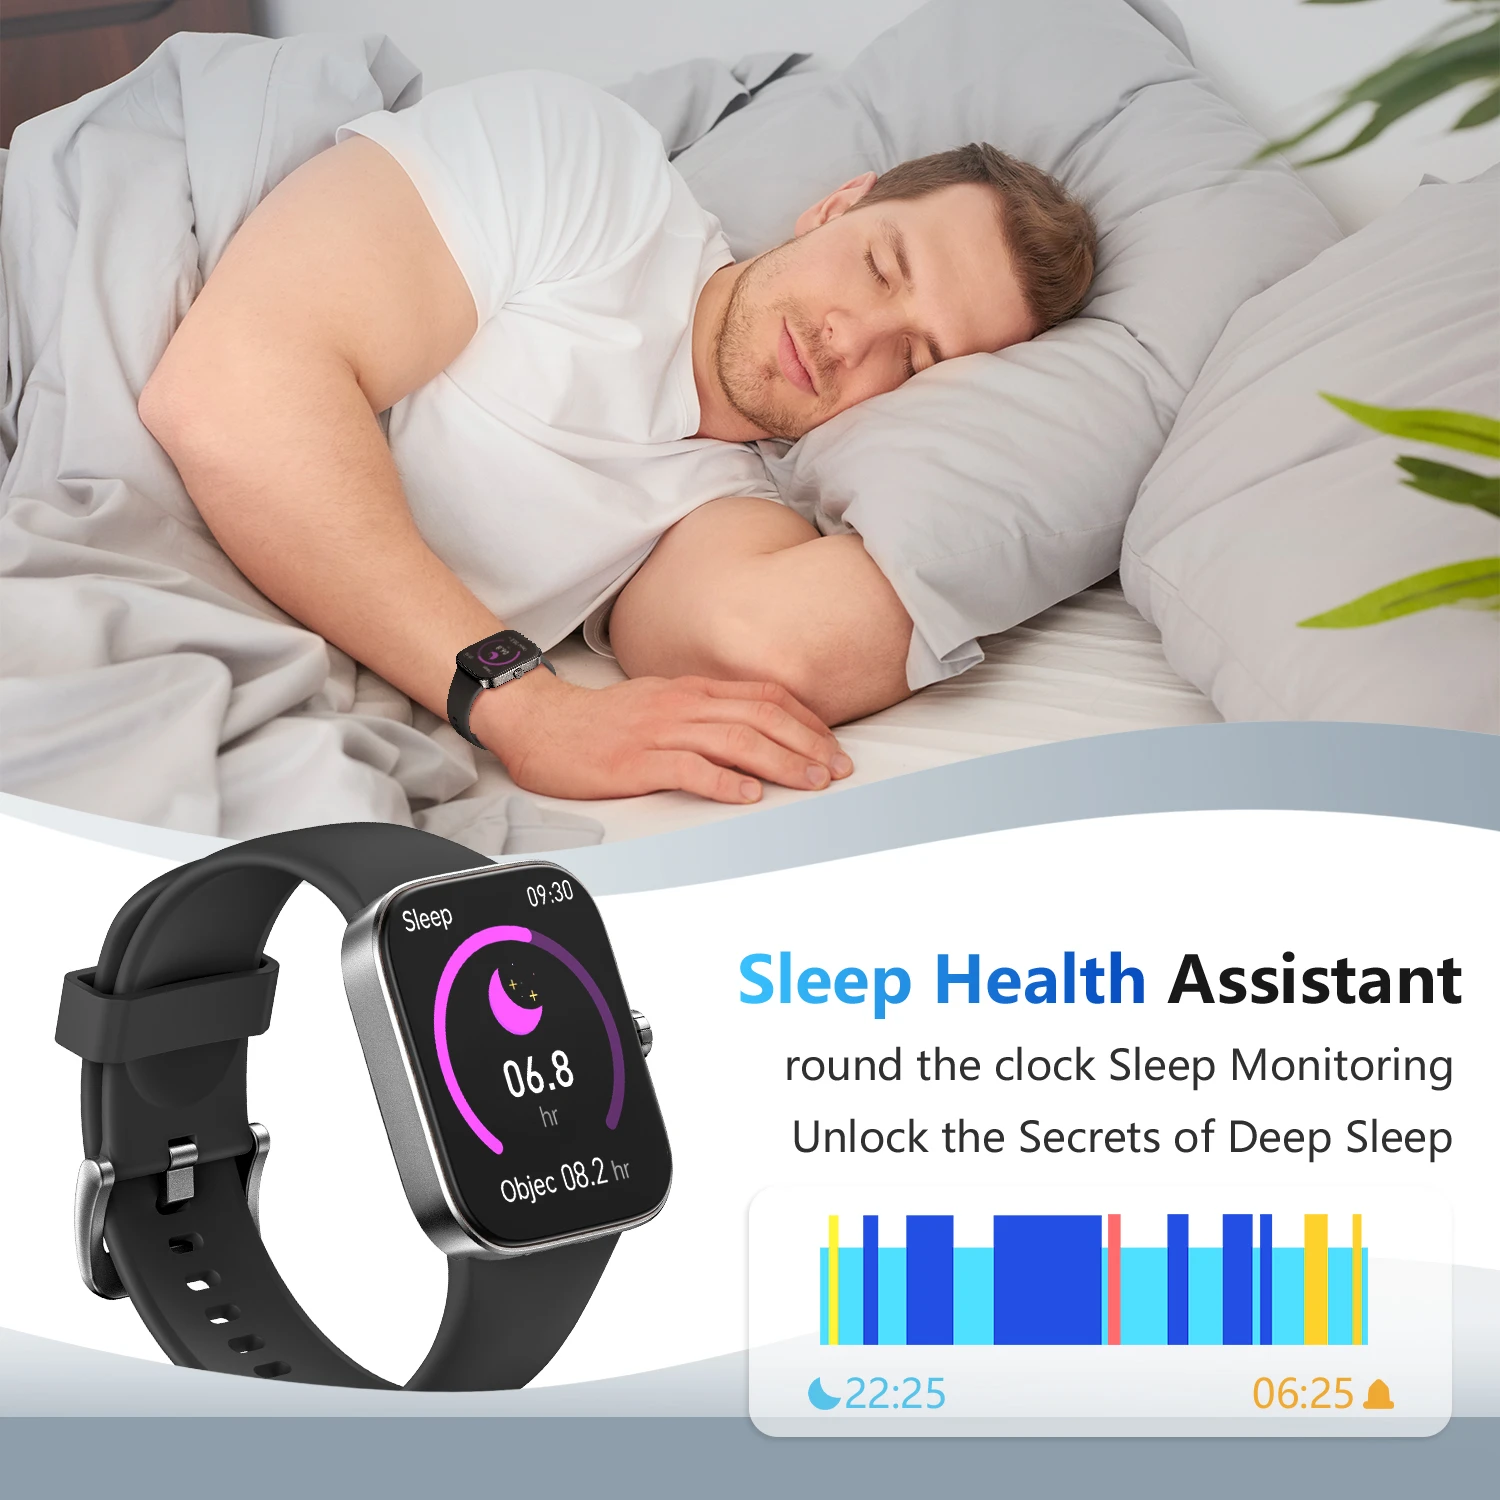 Sleep 09:30
06.8
hr
Objec 08.2 hr
Sleep Health Assistant
round the clock Sleep Monitoring
Unlock the Secrets of Deep Sleep
22:25 06:25